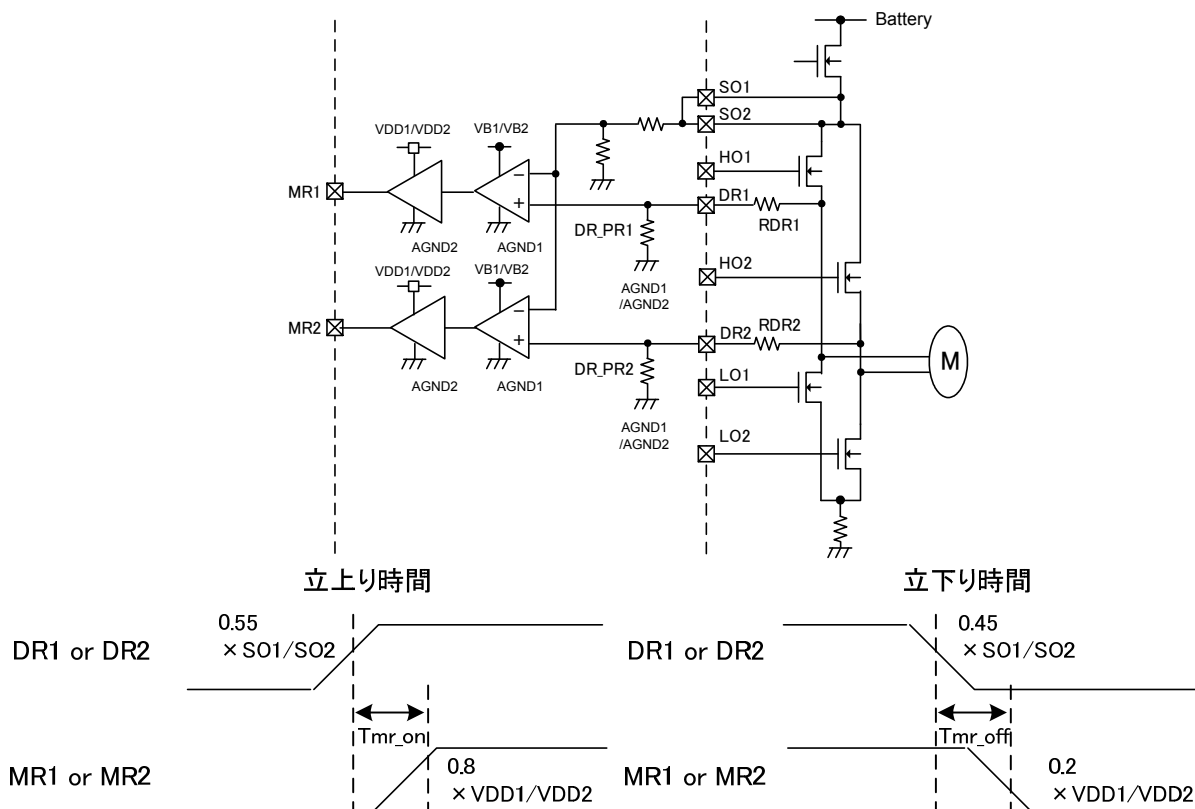 Battery
SO1
SO2
VDD1/VDD2
VB1/VB2
HO1
MR1
DR1
RDR1
DR_PR1
AGND2
AGND1
VDD1/VDD2
VB1/VB2
AGND1
/AGND2
HO2
MR2
DR2
RDR2
DR_PR2
M
AGND2
AGND1
LO1
AGND1
/AGND2
LO2
立上り時間
立下り時間
0.55
× SO1/SO2
DR1 or DR2
0.45
× SO1/SO2
DR1 or DR2
Tmr_on
Tmr_off
MR1 or MR2
0.8
× VDD1/VDD2
MR1 or MR2
0.2
× VDD1/VDD2